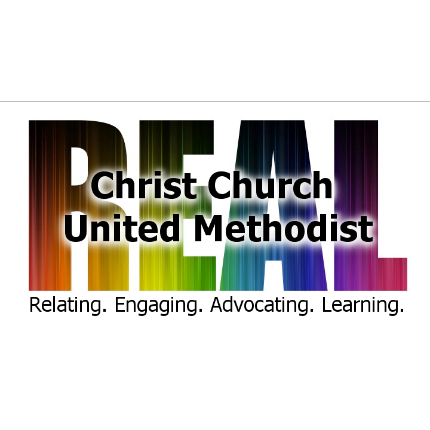 REAL
Christ Church
United Methodist
Relating. Engaging. Advocating. Learning.